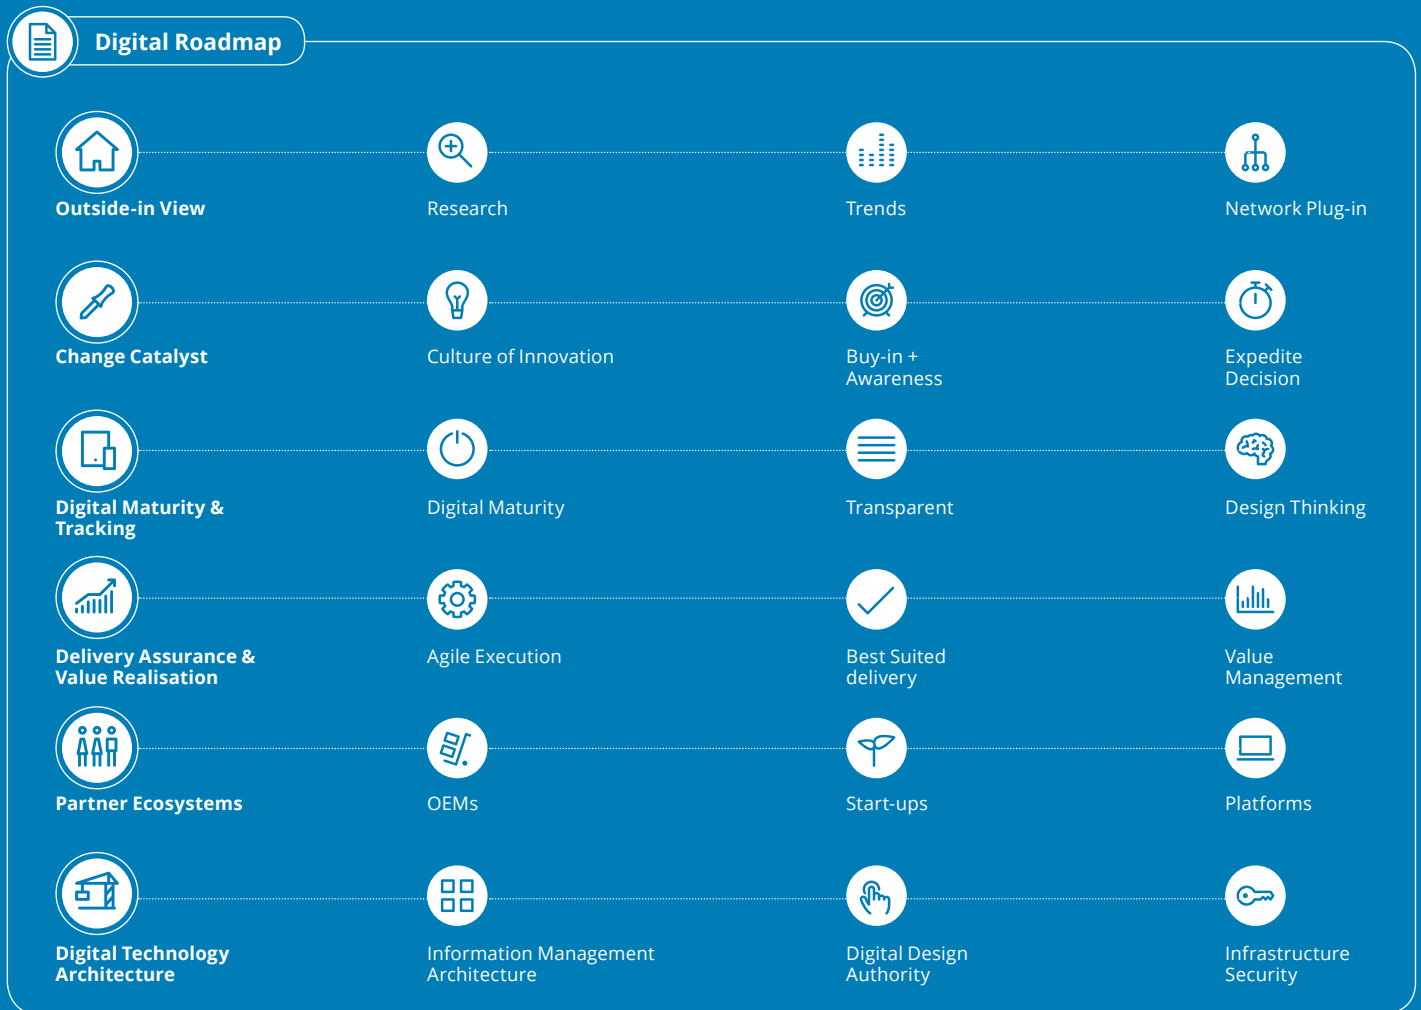 Digital Roadmap
Outside-in View
Research
Trends
Network Plug-in
Change Catalyst
Culture of Innovation
Buy-in +
Awareness
Expedite
Decision
Digital Maturity &
Tracking
Digital Maturity
Transparent
Design Thinking
Delivery Assurance &
Value Realisation
Agile Execution
Best Suited
delivery
Value
Management
Partner Ecosystems
OEMs
Start-ups
Platforms
Digital Technology
Architecture
Information Management
Architecture
Digital Design
Authority
Infrastructure
Security